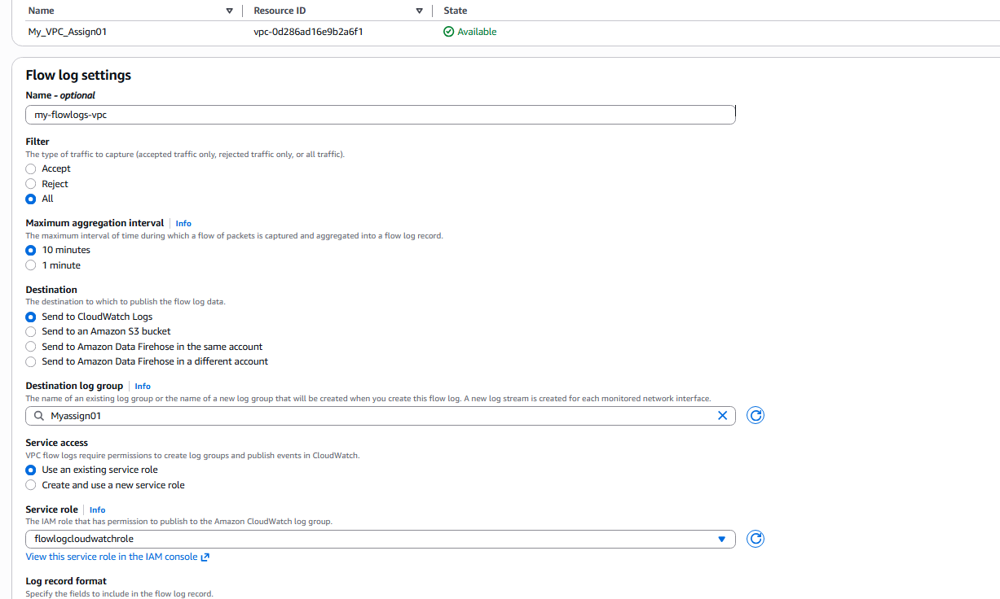 Name Resource ID State
My_VPC_Assign01 vpc-0d286ad16e9b2a6f1 Available
Flow log settings
Name - optional
my-flowlogs-vpc
Filter
The type of traffic to capture (accepted traffic only, rejected traffic only, or all traffic).
Accept
Reject
All
Maximum aggregation interval Info
The maximum interval of time during which a flow of packets is captured and aggregated into a flow log record.
10 minutes
1 minute
Destination
The destination to which to publish the flow log data.
Send to CloudWatch Logs
Send to an Amazon S3 bucket
Send to Amazon Data Firehose in the same account
Send to Amazon Data Firehose in a different account
Destination log group Info
The name of an existing log group or the name of a new log group that will be created when you create this flow log. A new log stream is created for each monitored network interface.
Myassign01
Service access
VPC flow logs require permissions to create log groups and publish events in CloudWatch.
Use an existing service role
Create and use a new service role
Service role Info
The IAM role that has permission to publish to the Amazon CloudWatch log group.
flowlogcloudwatchrole
View this service role in the IAM console
Log record format
Specify the fields to include in the flow log record.